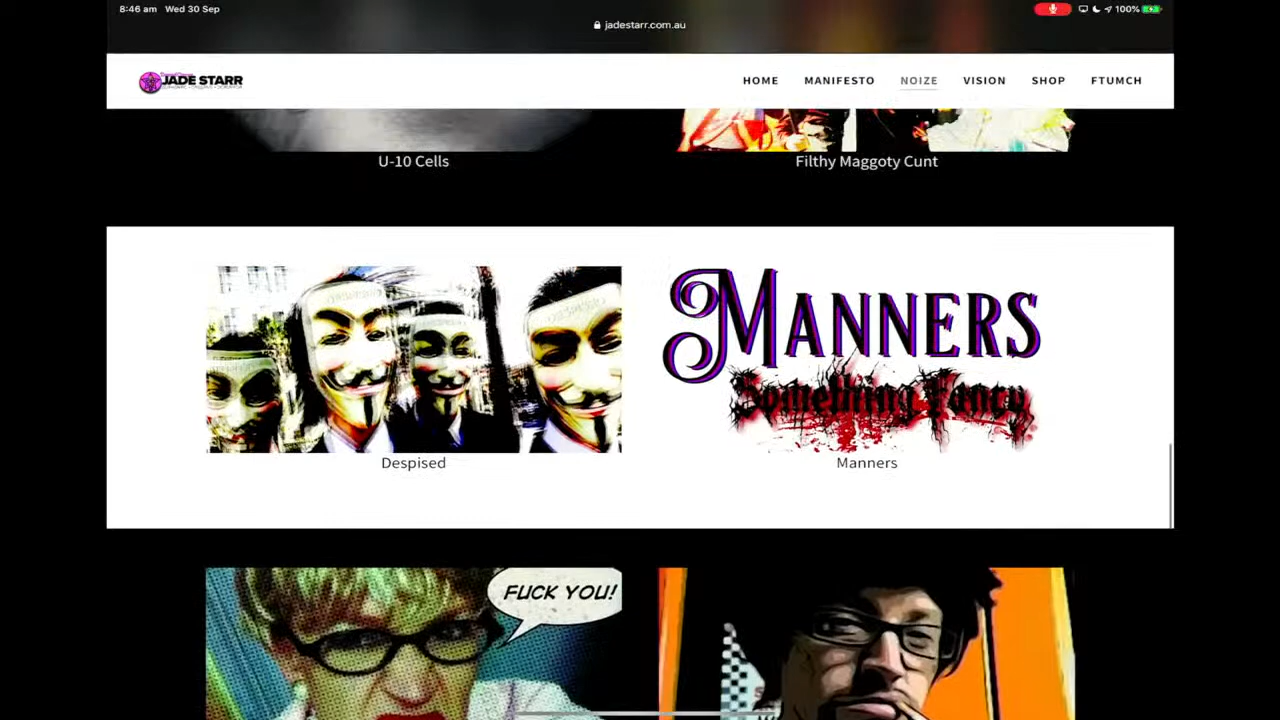 8:46 am Wed 30 Sep
100%
jadestarr.com.au
JADE STARR
HOME MANIFESTO NOIZE VISION SHOP FTUMCH
U-10 Cells
Filthy Maggoty Cunt
MANNERS
Something Fancy
Despised
Manners
FUCK YOU!